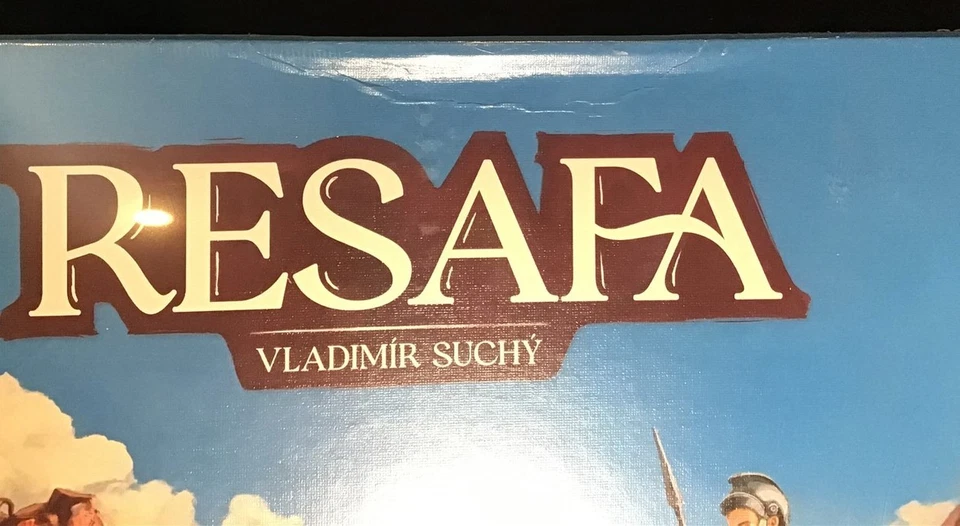 RESAFA
VLADIMÍR SUCHÝ